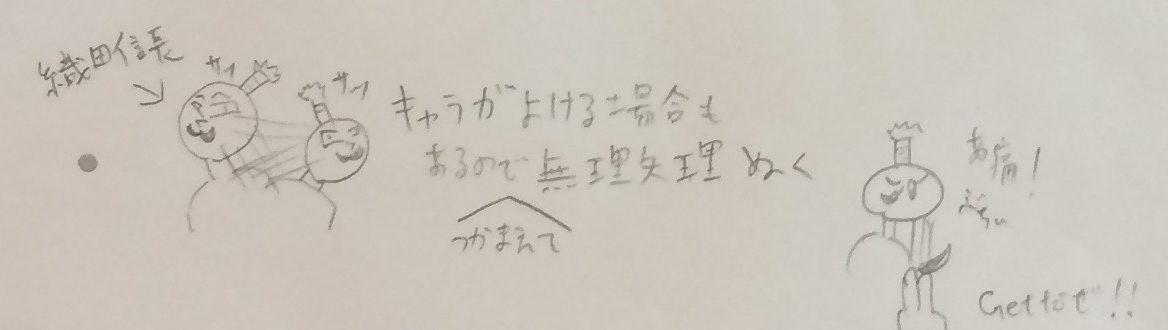 織田信長
サッ
サッ
キャラがよける場合も
あるので無理矢理ぬく
つかまえて
お痛!
ぶちぃ
Getだぜ!!